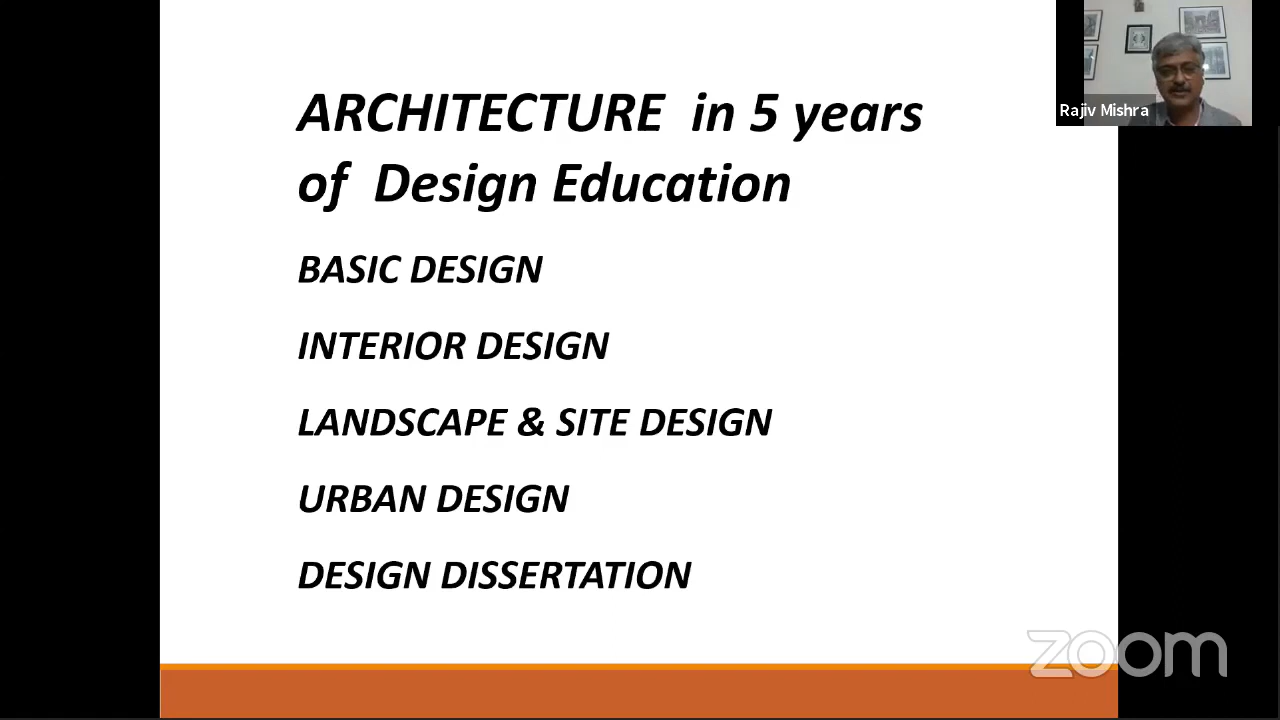 ARCHITECTURE in 5 years
of Design Education
BASIC DESIGN
INTERIOR DESIGN
LANDSCAPE & SITE DESIGN
URBAN DESIGN
DESIGN DISSERTATION
Rajiv Mishra
zoom